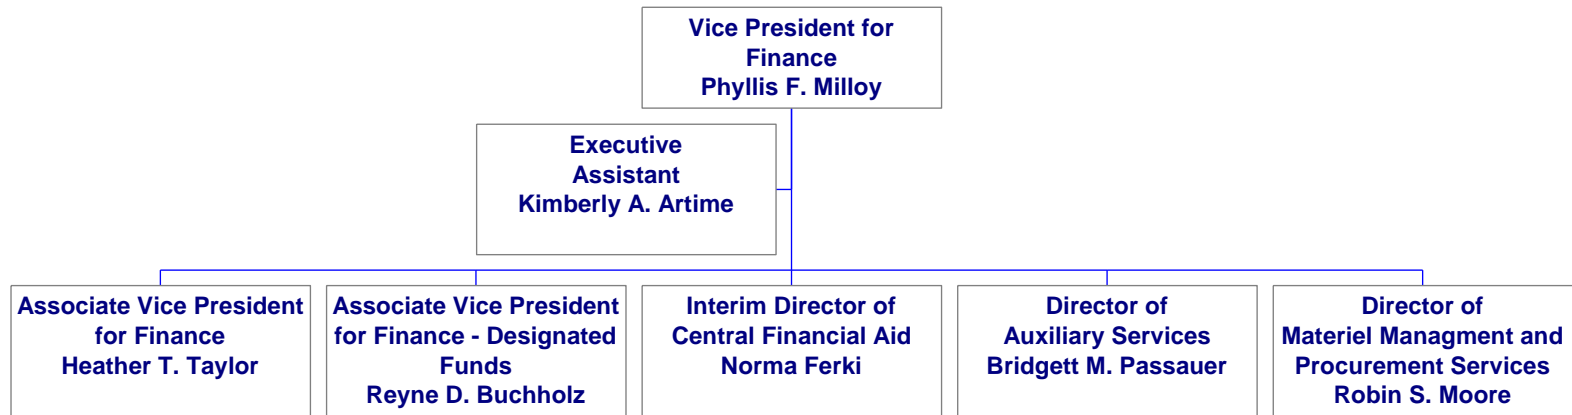 Vice President for
Finance
Phyllis F. Milloy
Executive
Assistant
Kimberly A. Artime
Associate Vice President
for Finance
Heather T. Taylor
Associate Vice President
for Finance - Designated
Funds
Reyne D. Buchholz
Interim Director of
Central Financial Aid
Norma Ferki
Director of
Auxiliary Services
Bridgett M. Passauer
Director of
Materiel Managment and
Procurement Services
Robin S. Moore